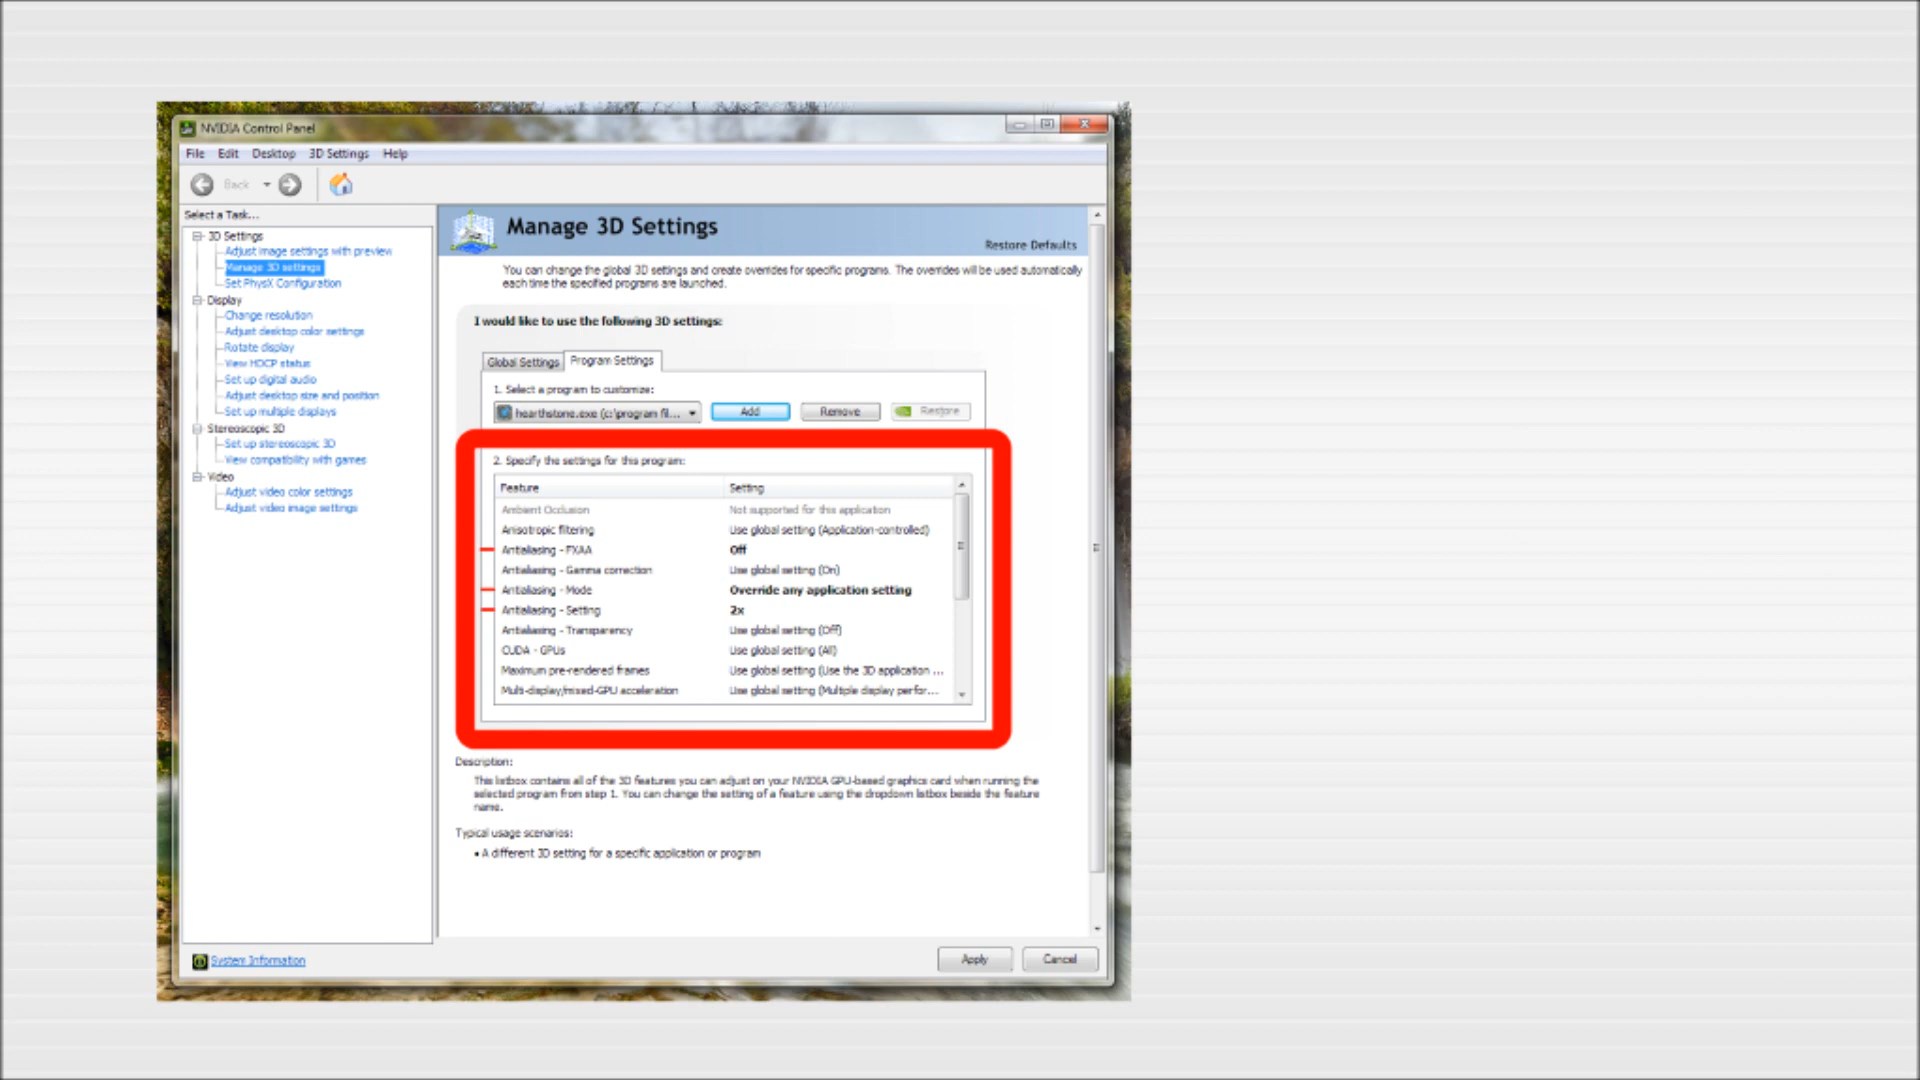 NVIDIA Control Panel
File Edit Desktop 3D Settings Help
Back
Select a Task...
3D Settings
Adjust image settings with preview
Manage 3D settings
Set PhysX Configuration
Display
Change resolution
Adjust desktop color settings
Rotate display
View HDCP status
Set up digital audio
Adjust desktop size and position
Set up multiple displays
Stereoscopic 3D
Set up stereoscopic 3D
View compatibility with games
Video
Adjust video color settings
Adjust video image settings
System Information
Manage 3D Settings
Restore Defaults
You can change the global 3D settings and create overrides for specific programs. The overrides will be used automatically
each time the specified programs are launched.
I would like to use the following 3D settings:
Global Settings Program Settings
1. Select a program to customize:
hearthstone.exe (c:\program fil... Add Remove Restore
2. Specify the settings for this program:
Feature Setting
Ambient Occlusion Not supported for this application
Anisotropic filtering Use global setting (Application-controlled)
Antialiasing - FXAA Off
Antialiasing - Gamma correction Use global setting (On)
Antialiasing - Mode Override any application setting
Antialiasing - Setting 2x
Antialiasing - Transparency Use global setting (Off)
CUDA - GPUs Use global setting (All)
Maximum pre-rendered frames Use global setting (Use the 3D application ...
Multi-display/mixed-GPU acceleration Use global setting (Multiple display perfor...
Description:
This listbox contains all of the 3D features you can adjust on your NVIDIA GPU-based graphics card when running the
selected program from step 1. You can change the setting of a feature using the dropdown listbox beside the feature
name.
Typical usage scenarios:
• A different 3D setting for a specific application or program
Apply Cancel